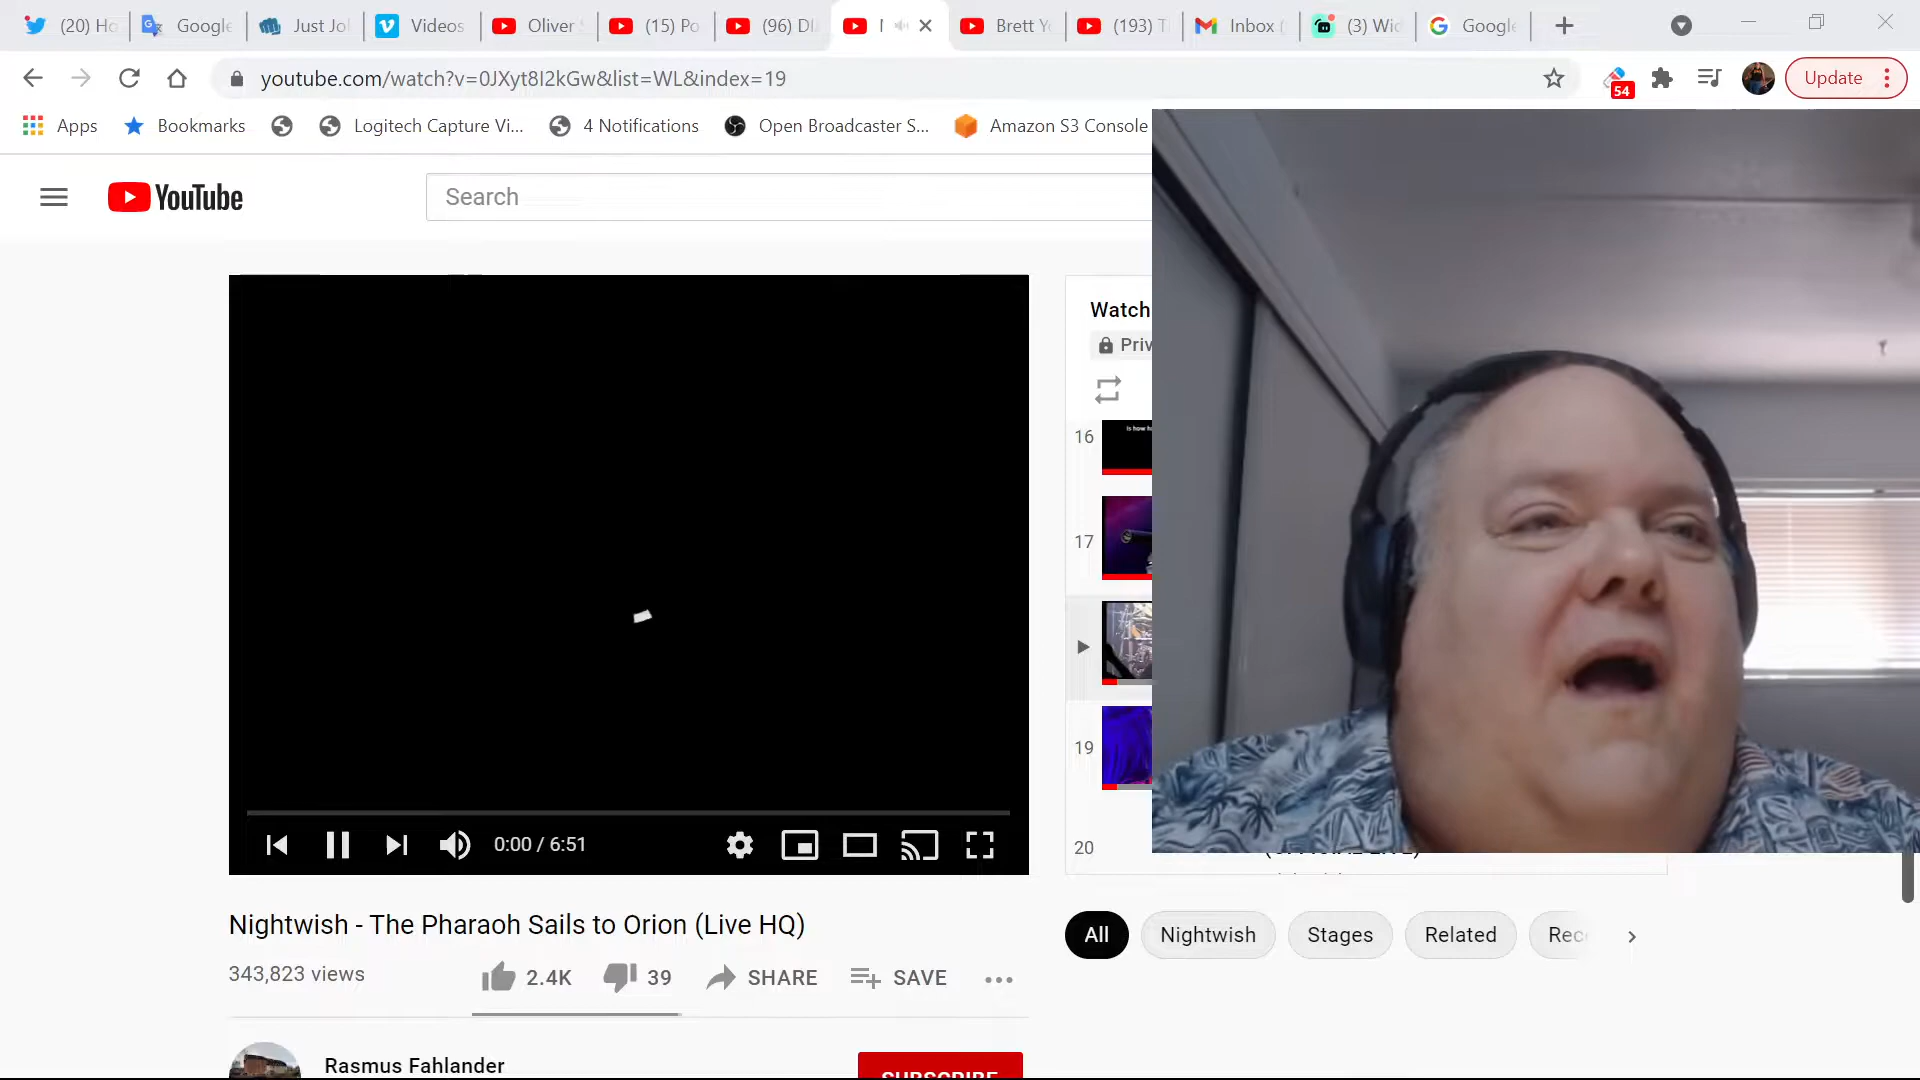 (20) Ho
Google
Just Jo
Videos
Oliver
(15) Po
(96) DI
Brett Y
(193) T
Inbox (
(3) Wi
Google
youtube.com/watch?v=0JXyt8I2kGw&list=WL&index=19
54
Update
Apps
Bookmarks
Logitech Capture Vi...
4 Notifications
Open Broadcaster S...
Amazon S3 Console
YouTube
Search
Watch
Priv
16
17
19
20
0:00 / 6:51
Nightwish - The Pharaoh Sails to Orion (Live HQ)
343,823 views
2.4K
39
SHARE
SAVE
All
Nightwish
Stages
Related
Rec
Rasmus Fahlander
SUBSCRIBE